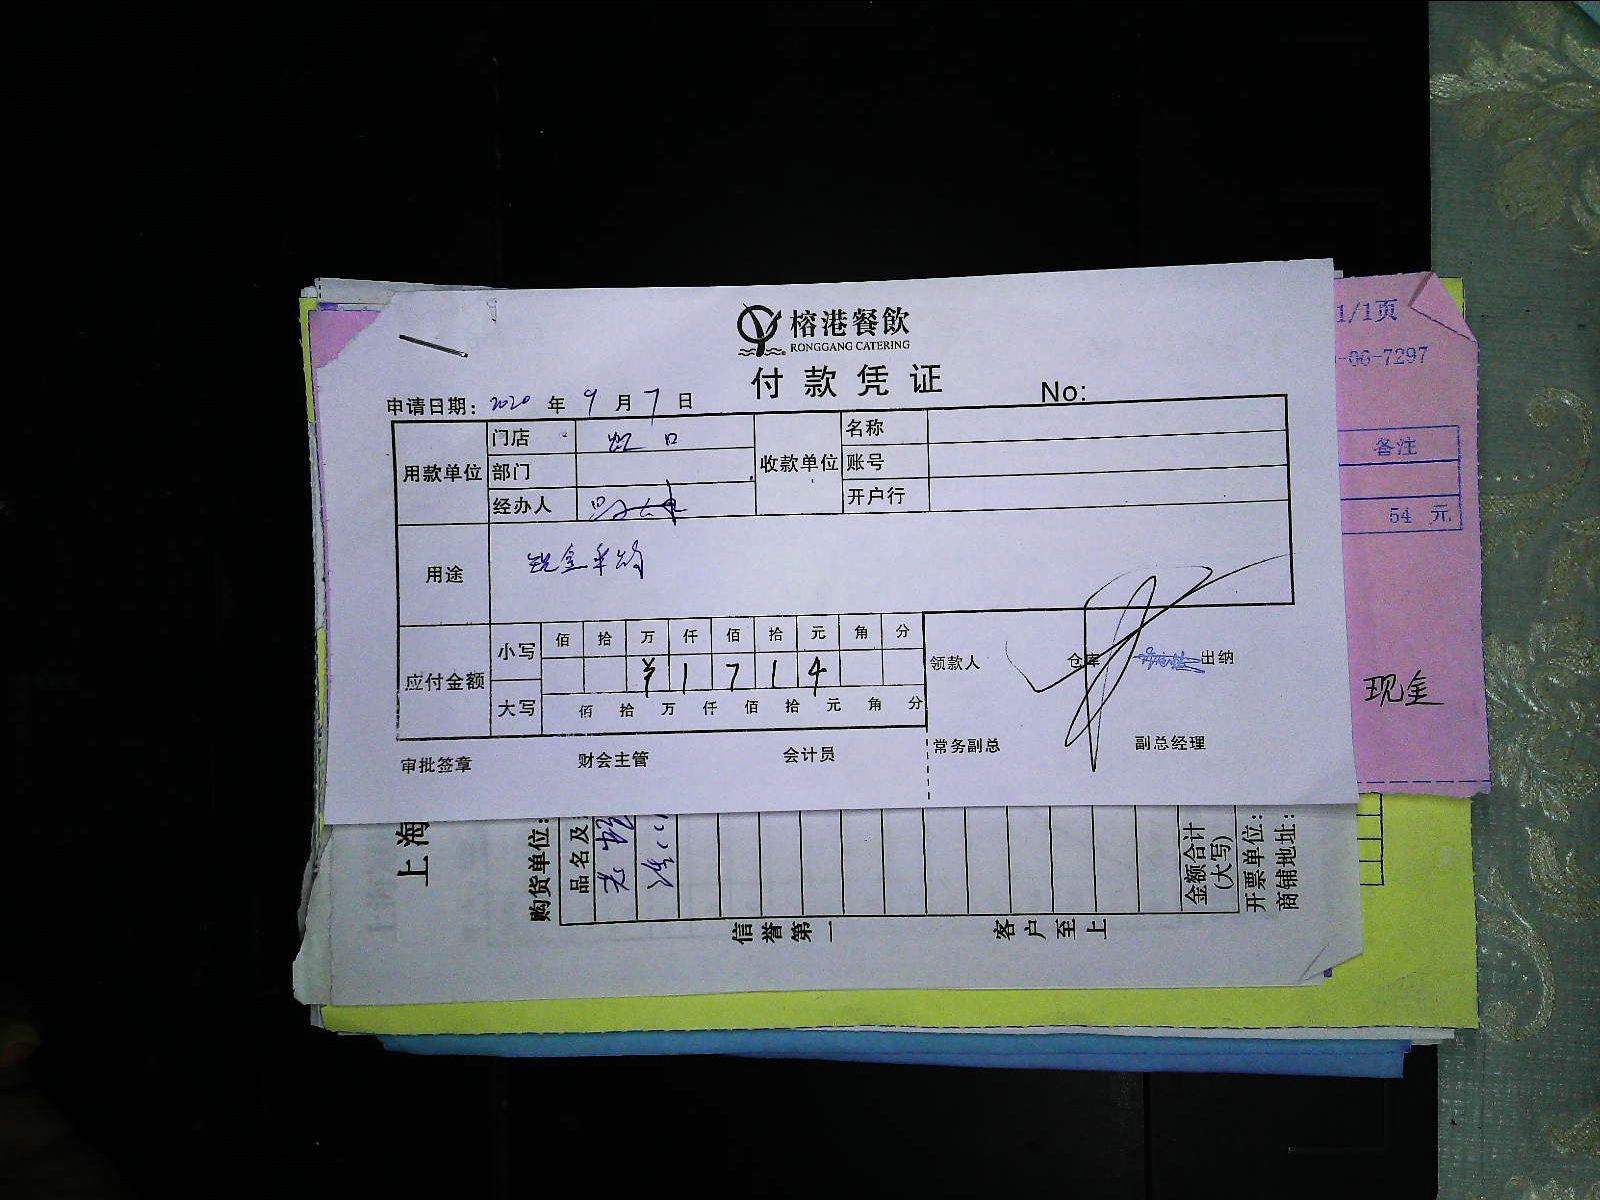 榕港餐飲
RONGGANG CATERING
付款凭证
No:
申请日期: 2020 年 9 月 7 日
用款单位
门店 虹口
部门
经办人
收款单位
名称
账号
开户行
用途
现金采购
应付金额
小写
佰 拾 万 仟 佰 拾 元 角 分
¥ 1 7 1 4
大写
佰 拾 万 仟 佰 拾 元 角 分
领款人
仓库
出纳
审批签章
财会主管
会计员
常务副总
副总经理
1/1页
-06-7297
备注
54 元
现金
上海
购货单位:
品名及
金额合计
(大写)
开票单位:
商铺地址:
信誉第一
客户至上